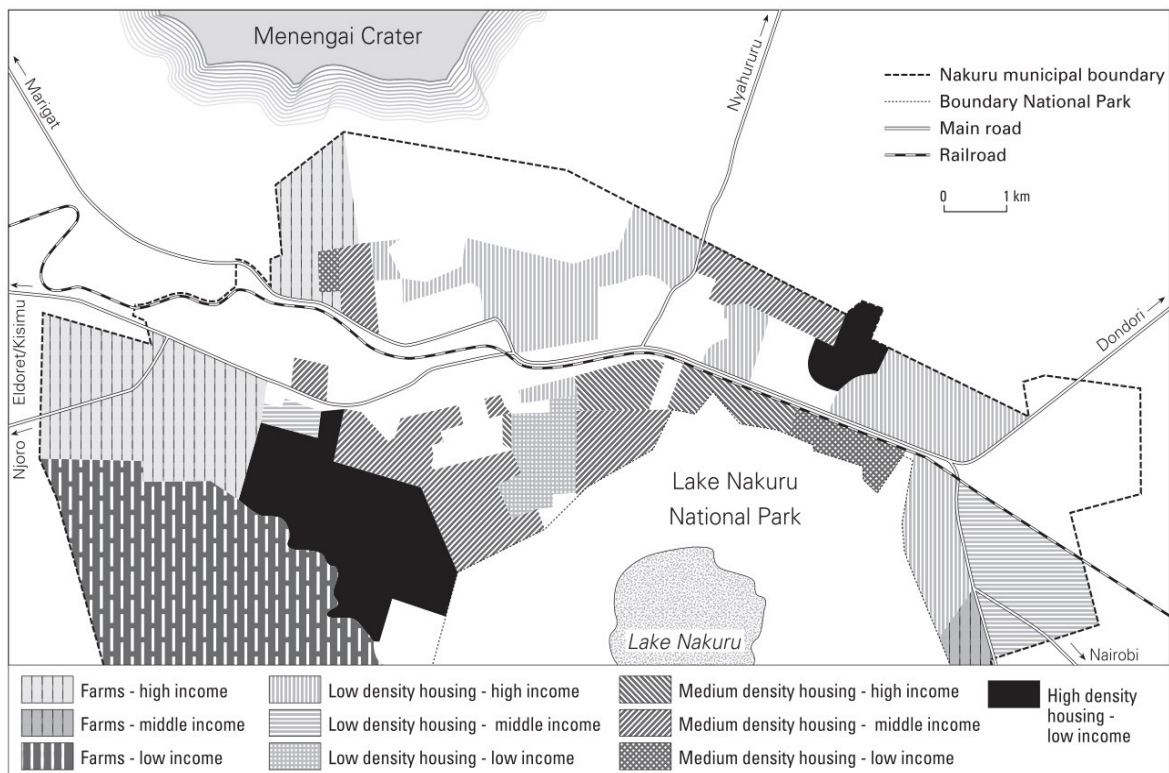 Menengai Crater
Marigat
Nyahururu
Nakuru municipal boundary
Boundary National Park
Main road
Railroad
0 1 km
Eldoret/Kisimu
Njoro
Dondori
Lake Nakuru
National Park
Lake Nakuru
Nairobi
Farms - high income
Farms - middle income
Farms - low income
Low density housing - high income
Low density housing - middle income
Low density housing - low income
Medium density housing - high income
Medium density housing - middle income
Medium density housing - low income
High density
housing -
low income